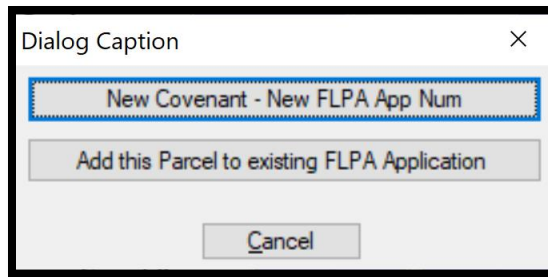 Dialog Caption
New Covenant - New FLPA App Num
Add this Parcel to existing FLPA Application
Cancel